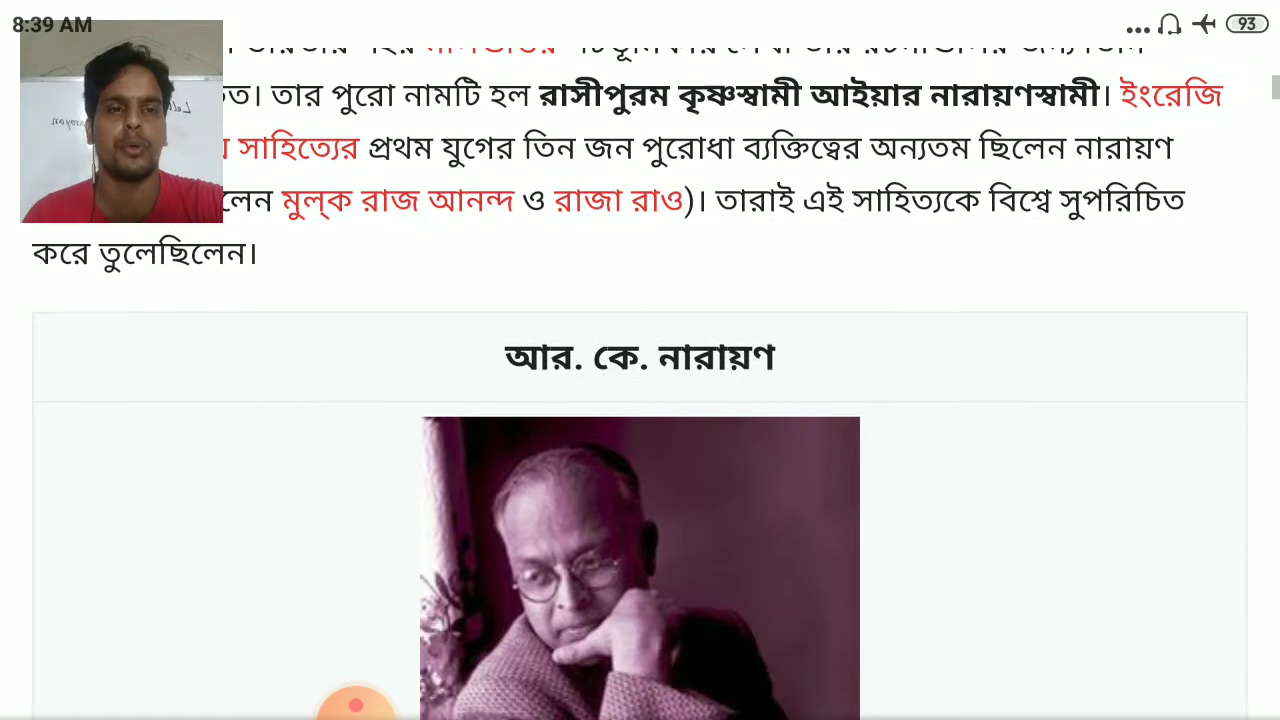 8:39 AM
93
তার পুরো নামটি হল রাসীপুরম কৃষ্ণস্বামী আইয়ার নারায়ণস্বামী। ইংরেজি
সাহিত্যের প্রথম যুগের তিন জন পুরোধা ব্যক্তিত্বের অন্যতম ছিলেন নারায়ণ
মুল্‌ক রাজ আনন্দ ও রাজা রাও)। তারাই এই সাহিত্যকে বিশ্বে সুপরিচিত
করে তুলেছিলেন।
আর. কে. নারায়ণ